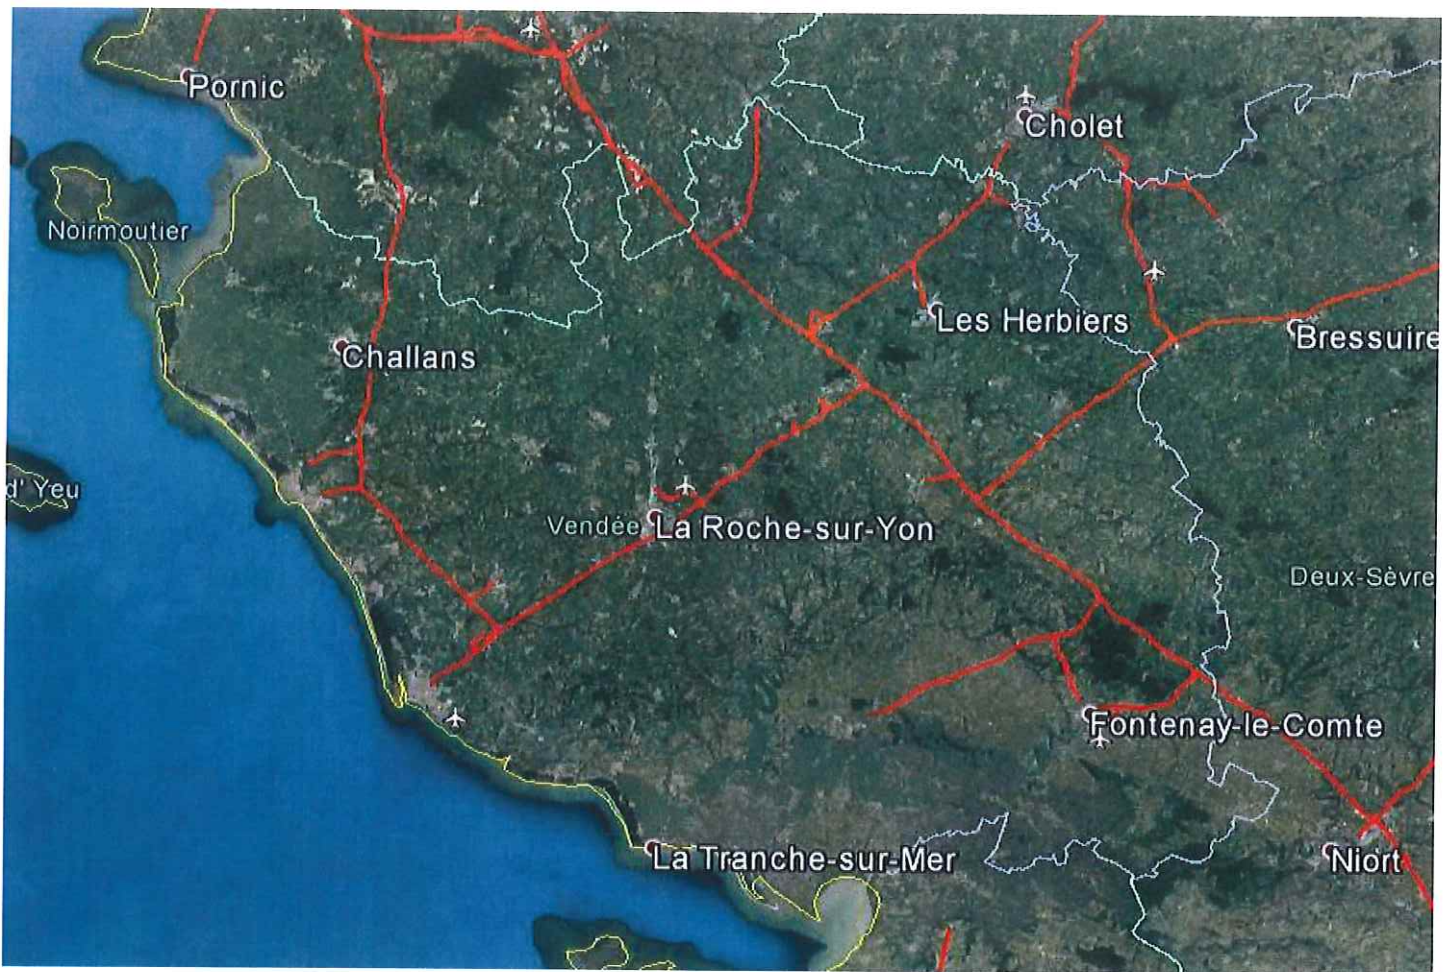 Pornic
Cholet
Noirmoutier
Les Herbiers
Bressuire
Challans
d' Yeu
Vendée
La Roche-sur-Yon
Deux-Sèvre
Fontenay-le-Comte
La Tranche-sur-Mer
Niort